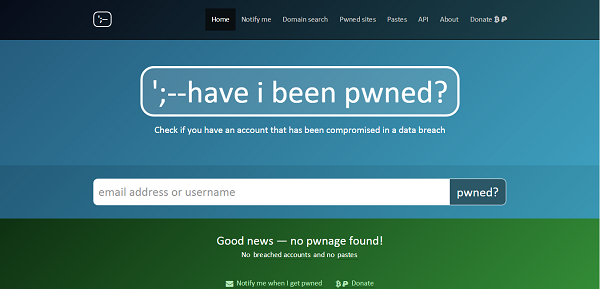 ';--
Home Notify me Domain search Pwned sites Pastes API About Donate
';--have i been pwned?
Check if you have an account that has been compromised in a data breach
email address or username pwned?
Good news — no pwnage found!
No breached accounts and no pastes
Notify me when I get pwned Donate